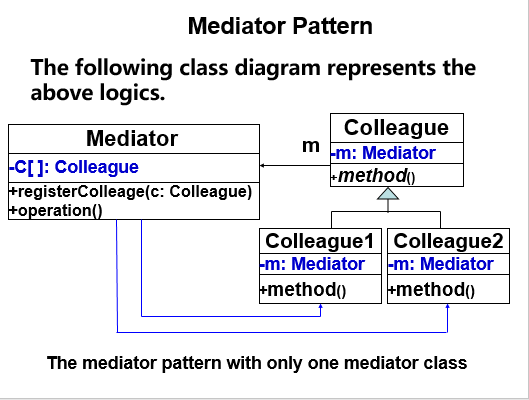 Mediator Pattern
The following class diagram represents the
above logics.
Mediator
-C[ ]: Colleague
+registerColleage(c: Colleague)
+operation()
m
Colleague
-m: Mediator
+method()
Colleague1
-m: Mediator
+method()
Colleague2
-m: Mediator
+method()
The mediator pattern with only one mediator class